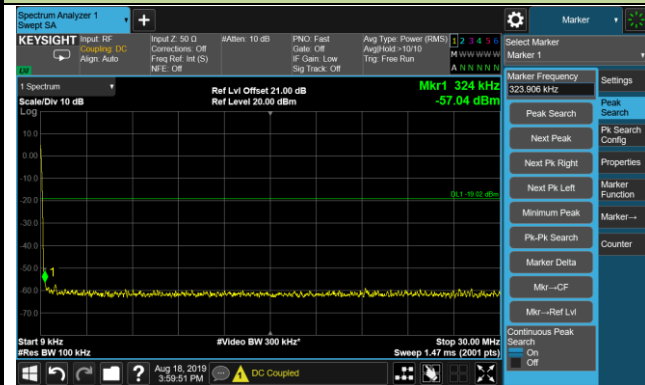 Spectrum Analyzer 1
Swept SA
Marker
KEYSIGHT
Input: RF
Coupling: DC
Align: Auto
Input Z: 50 Ω
Corrections: Off
Freq Ref: Int (S)
NFE: Off
#Atten: 10 dB
PNO: Fast
Gate: Off
IF Gain: Low
Sig Track: Off
Avg Type: Power (RMS)
Avg|Hold:>10/10
Trig: Free Run
1 2 3 4 5 6
M W W W W W
A N N N N N
Select Marker
Marker 1
1 Spectrum
Scale/Div 10 dB
Log
Ref Lvl Offset 21.00 dB
Ref Level 20.00 dBm
Mkr1 324 kHz
-57.04 dBm
10.0
0.00
-10.0
-20.0
-30.0
-40.0
-50.0
-60.0
-70.0
DL1 -19.02 dBm
1
Start 9 kHz
#Res BW 100 kHz
#Video BW 300 kHz*
Stop 30.00 MHz
Sweep 1.47 ms (2001 pts)
Marker Frequency
323.906 kHz
Peak Search
Next Peak
Next Pk Right
Next Pk Left
Minimum Peak
Pk-Pk Search
Marker Delta
Mkr→CF
Mkr→Ref Lvl
Continuous Peak
Search
On
Off
Settings
Peak
Search
Pk Search
Config
Properties
Marker
Function
Marker→
Counter
Aug 18, 2019
3:59:51 PM
DC Coupled